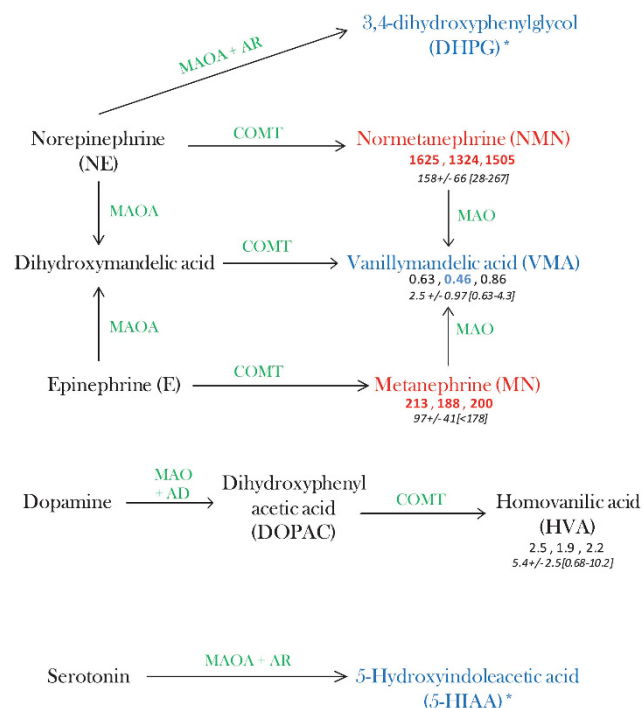 3,4-dihydroxyphenylglycol
(DHPG) *
MAOA + AR
Norepinephrine
(NE)
COMT
Normetanephrine (NMN)
1625 , 1324, 1505
158+/- 66 [28-267]
MAOA
MAO
Dihydroxymandelic acid
COMT
Vanillymandelic acid (VMA)
0.63 , 0.46 , 0.86
2.5 +/-0.97 [0.63-4.3]
MAOA
MAO
Epinephrine (E)
COMT
Metanephrine (MN)
213 , 188 , 200
97+/-41[<178]
Dopamine
MAO
+ AD
Dihydroxyphenyl
acetic acid
(DOPAC)
COMT
Homovanilic acid
(HVA)
2.5 , 1.9 , 2.2
5.4+/-2.5[0.68-10.2]
Serotonin
MAOA + AR
5-Hydroxyindoleacetic acid
(5-HIAA) *